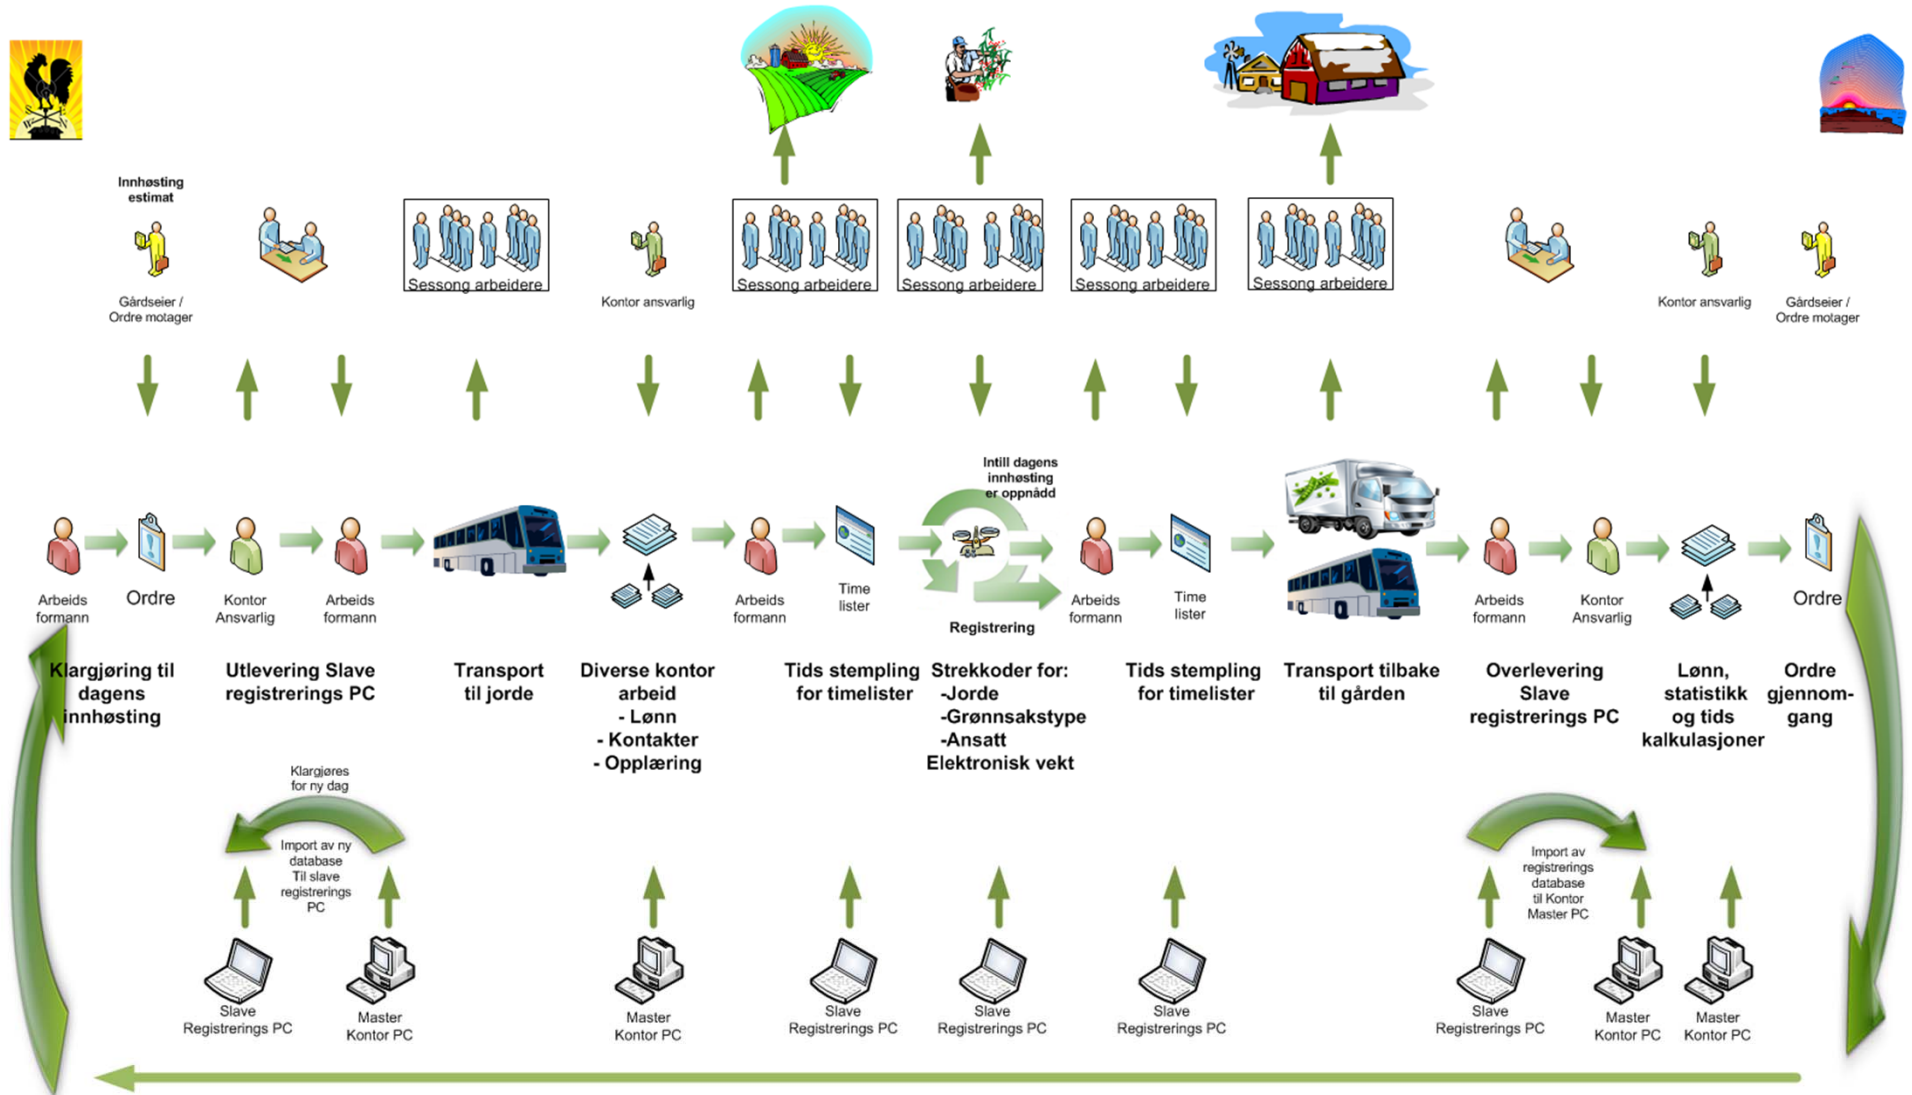 Innhøsting
estimat
Gårdseier /
Ordre motager
Sessong arbeidere
Kontor ansvarlig
Sessong arbeidere
Sessong arbeidere
Sessong arbeidere
Sessong arbeidere
Kontor ansvarlig
Gårdseier /
Ordre motager
Intill dagens
innhøsting
er oppnådd
Arbeids
formann
Ordre
Kontor
Ansvarlig
Arbeids
formann
Arbeids
formann
Time
lister
Registrering
Arbeids
formann
Time
lister
Arbeids
formann
Kontor
Ansvarlig
Ordre
Klargjøring til
dagens
innhøsting
Utlevering Slave
registrerings PC
Transport
til jorde
Diverse kontor
arbeid
- Lønn
- Kontakter
- Opplæring
Tids stempling
for timelister
Strekkoder for:
-Jorde
-Grønnsakstype
-Ansatt
Elektronisk vekt
Tids stempling
for timelister
Transport tilbake
til gården
Overlevering
Slave
registrerings PC
Lønn,
statistikk
og tids
kalkulasjoner
Ordre
gjennom-
gang
Klargjøres
for ny dag
Import av ny
database
Til slave
registrerings
PC
Import av
registrerings
database
til Kontor
Master PC
Slave
Registrerings PC
Master
Kontor PC
Master
Kontor PC
Slave
Registrerings PC
Slave
Registrerings PC
Slave
Registrerings PC
Slave
Registrerings PC
Master
Kontor PC
Master
Kontor PC